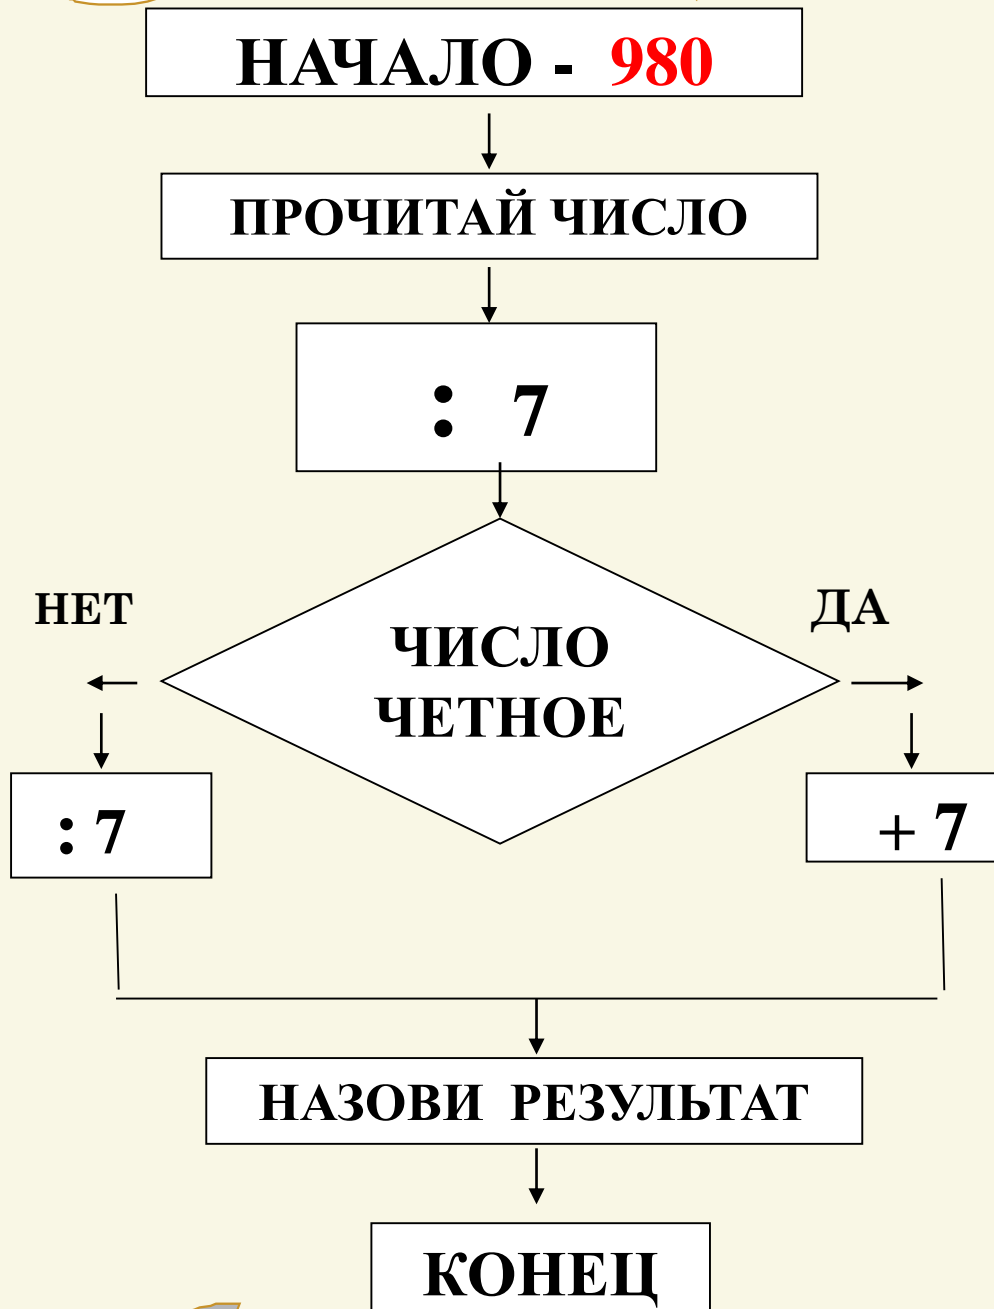 НАЧАЛО - 980
ПРОЧИТАЙ ЧИСЛО
: 7
НЕТ
ДА
ЧИСЛО
ЧЕТНОЕ
: 7
+ 7
НАЗОВИ РЕЗУЛЬТАТ
КОНЕЦ